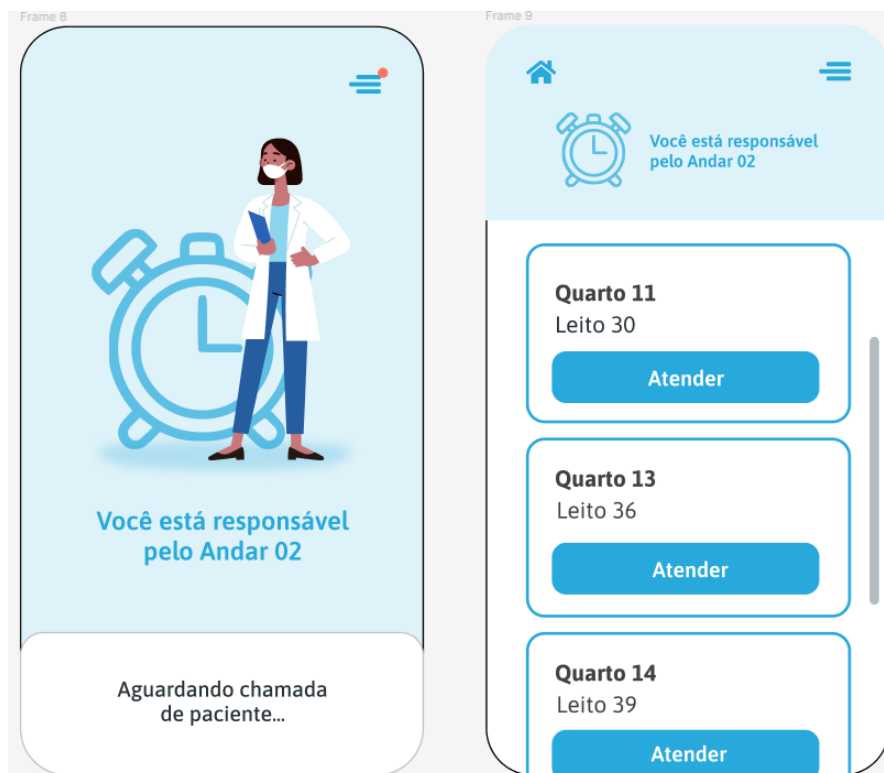 Frame 8
Você está responsável
pelo Andar 02
Aguardando chamada
de paciente...
Frame 9
Você está responsável
pelo Andar 02
Quarto 11
Leito 30
Atender
Quarto 13
Leito 36
Atender
Quarto 14
Leito 39
Atender